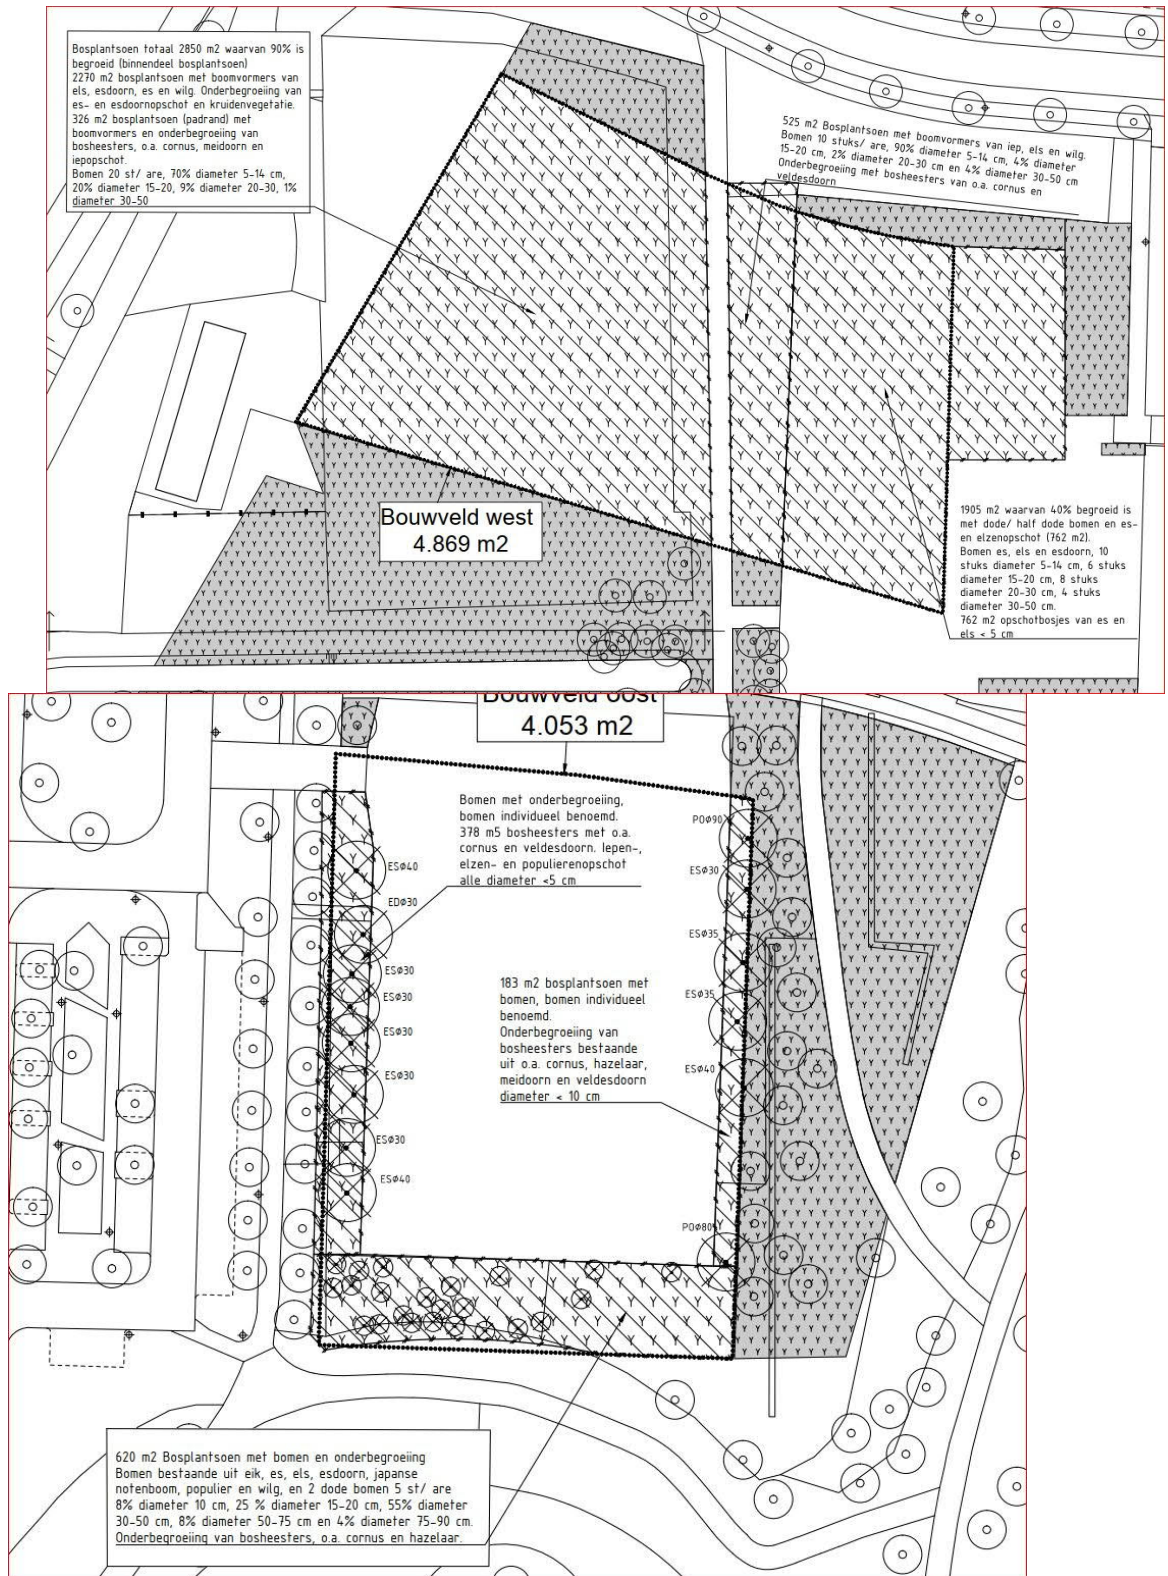 Bosplantsoen totaal 2850 m2 waarvan 90% is
begroeid (binnendeel bosplantsoen)
2270 m2 bosplantsoen met boomvormers van
els, esdoorn, es en wilg. Onderbegroeiing van
es- en esdoornopschot en kruidenvegetatie.
326 m2 bosplantsoen (padrand) met
boomvormers en onderbegroeiing van
bosheesters, o.a. cornus, meidoorn en
iepopschot.
Bomen 20 st/ are, 70% diameter 5-14 cm,
20% diameter 15-20, 9% diameter 20-30, 1%
diameter 30-50
525 m2 Bosplantsoen met boomvormers van iep, els en wilg.
Bomen 10 stuks/ are, 90% diameter 5-14 cm, 4% diameter
15-20 cm, 2% diameter 20-30 cm en 4% diameter 30-50 cm
Onderbegroeiing met bosheesters van o.a. cornus en
veldesdoorn
Bouwveld west
4.869 m2
1905 m2 waarvan 40% begroeid is
met dode/ half dode bomen en es-
en elzenopschot (762 m2).
Bomen es, els en esdoorn, 10
stuks diameter 5-14 cm, 6 stuks
diameter 15-20 cm, 8 stuks
diameter 20-30 cm, 4 stuks
diameter 30-50 cm.
762 m2 opschotbosjes van es en
els < 5 cm
Bouwveld oost
4.053 m2
Bomen met onderbegroeiing,
bomen individueel benoemd.
378 m5 bosheesters met o.a.
cornus en veldesdoorn. Iepen-,
elzen- en populierenopschot
alle diameter <5 cm
POø90
ESø40
ESø30
EDø30
ESø35
ESø30
183 m2 bosplantsoen met
bomen, bomen individueel
benoemd.
Onderbegroeiing van
bosheesters bestaande
uit o.a. cornus, hazelaar,
meidoorn en veldesdoorn
diameter < 10 cm
ESø35
ESø30
ESø30
ESø40
ESø30
ESø30
ESø40
POø80
620 m2 Bosplantsoen met bomen en onderbegroeiing
Bomen bestaande uit eik, es, els, esdoorn, japanse
notenboom, populier en wilg, en 2 dode bomen 5 st/ are
8% diameter 10 cm, 25 % diameter 15-20 cm, 55% diameter
30-50 cm, 8% diameter 50-75 cm en 4% diameter 75-90 cm.
Onderbegroeiing van bosheesters, o.a. cornus en hazelaar.